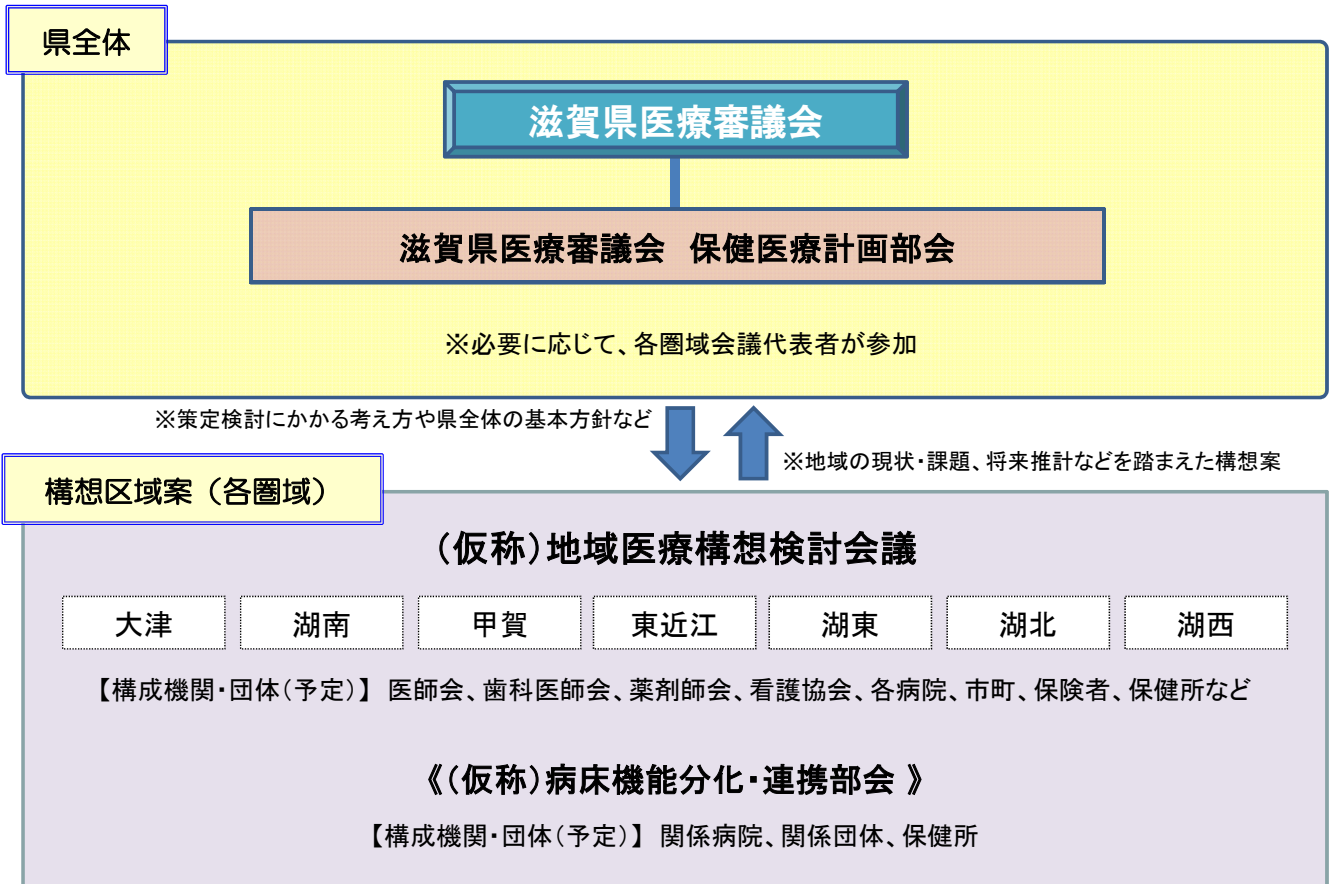 県全体
滋賀県医療審議会
滋賀県医療審議会 保健医療計画部会
※必要に応じて、各圏域会議代表者が参加
※策定検討にかかる考え方や県全体の基本方針など
※地域の現状・課題、将来推計などを踏まえた構想案
構想区域案（各圏域）
（仮称）地域医療構想検討会議
大津 湖南 甲賀 東近江 湖東 湖北 湖西
【構成機関・団体（予定）】 医師会、歯科医師会、薬剤師会、看護協会、各病院、市町、保険者、保健所など
《（仮称）病床機能分化・連携部会 》
【構成機関・団体（予定）】 関係病院、関係団体、保健所